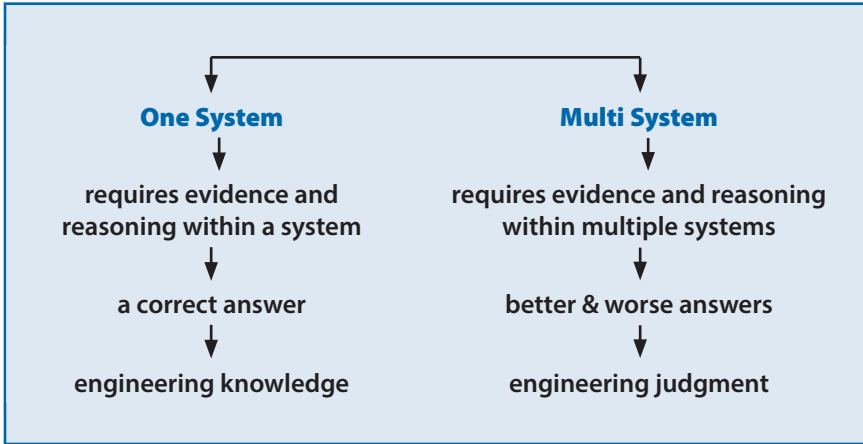 One System
requires evidence and
reasoning within a system
a correct answer
engineering knowledge
Multi System
requires evidence and reasoning
within multiple systems
better & worse answers
engineering judgment